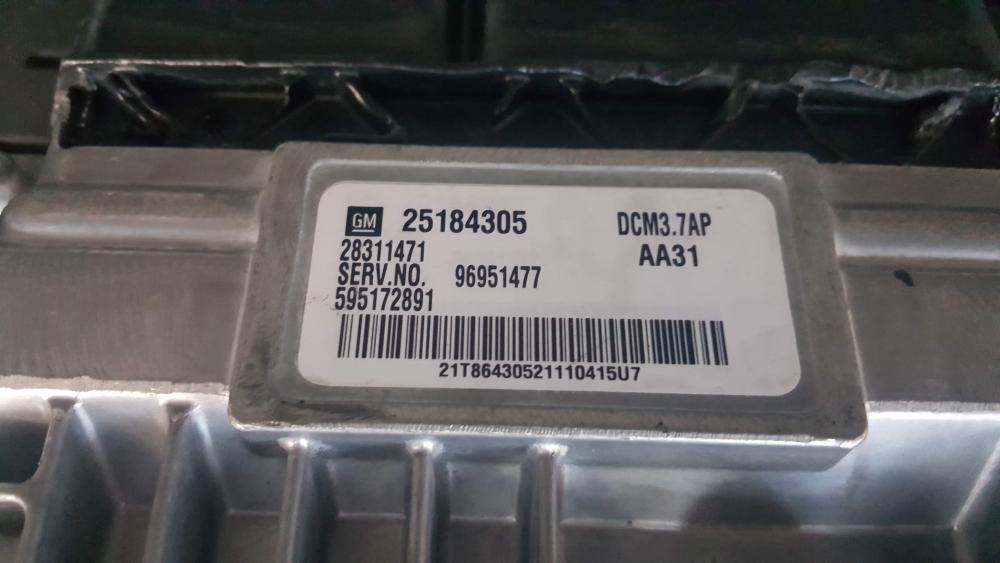 GM 25184305 DCM3.7AP
28311471 AA31
SERV.NO. 96951477
595172891
21T86430521110415U7